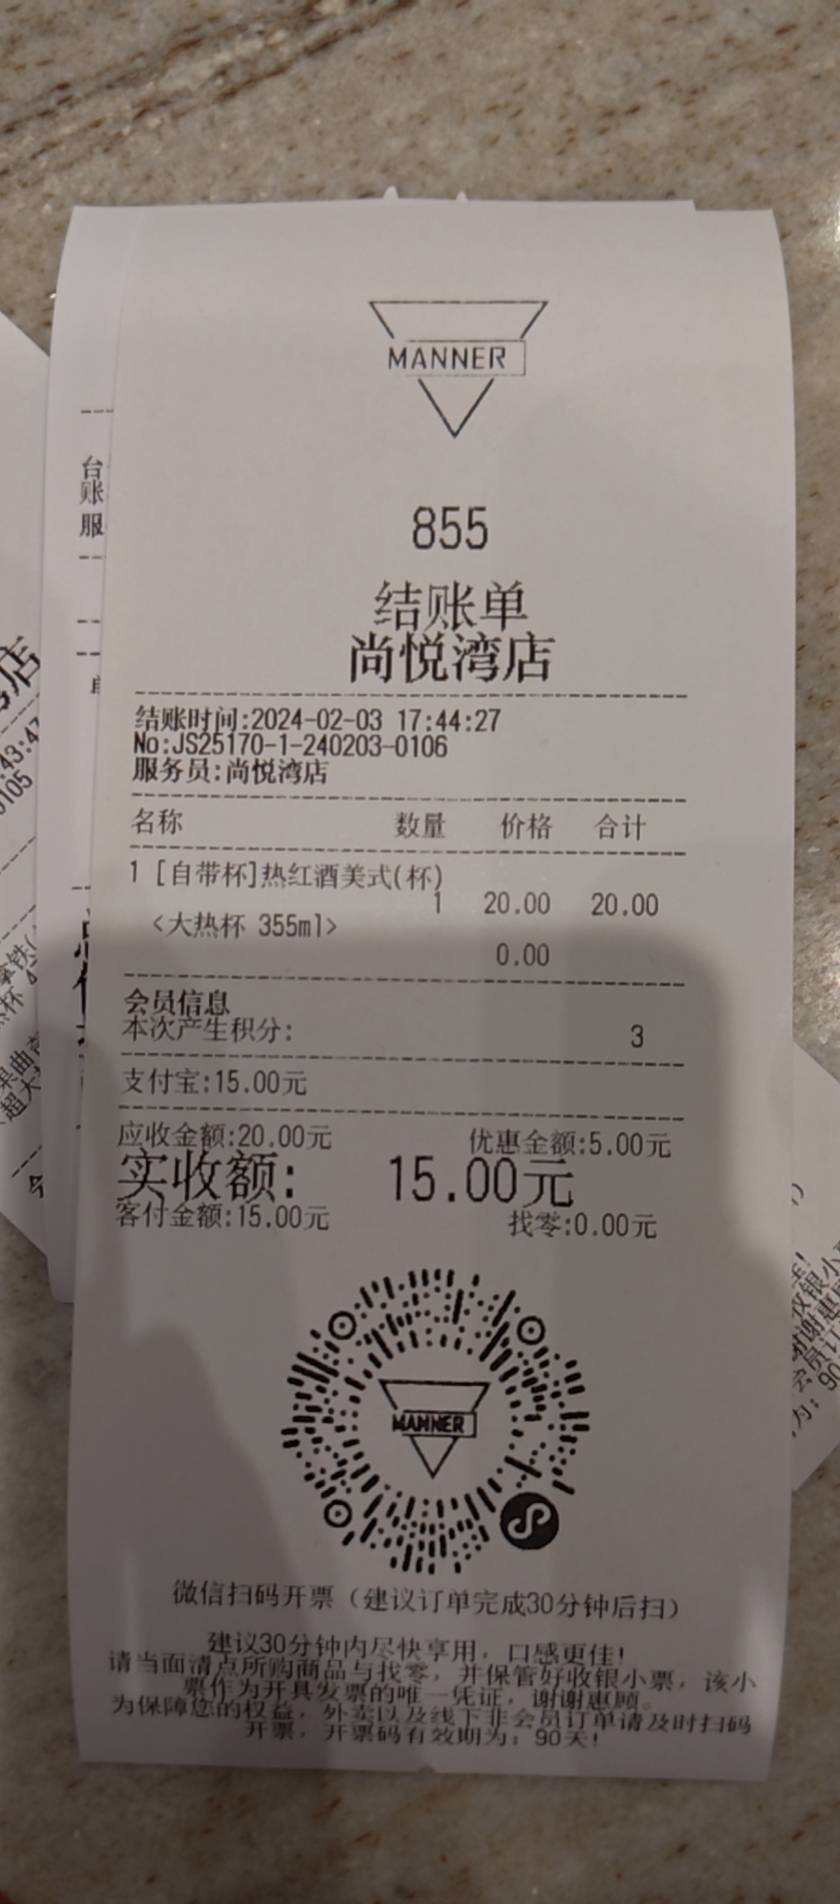 MANNER
855
结账单
尚悦湾店
结账时间:2024-02-03 17:44:27
No:JS25170-1-240203-0106
服务员:尚悦湾店
名称 数量 价格 合计
1 [自带杯]热红酒美式(杯)
1 20.00 20.00
<大热杯 355ml>
0.00
会员信息
本次产生积分: 3
支付宝:15.00元
应收金额:20.00元 优惠金额:5.00元
实收额: 15.00元
客付金额:15.00元 找零:0.00元
MANNER
微信扫码开票（建议订单完成30分钟后扫）
建议30分钟内尽快享用，口感更佳!
请当面清点所购商品与找零，并保管好收银小票，该小
票作为开具发票的唯一凭证，谢谢惠顾。
为保障您的权益，外卖以及线下非会员订单请及时扫码
开票，开票码有效期为：90天!
台
账
服
店
:43:47
0105